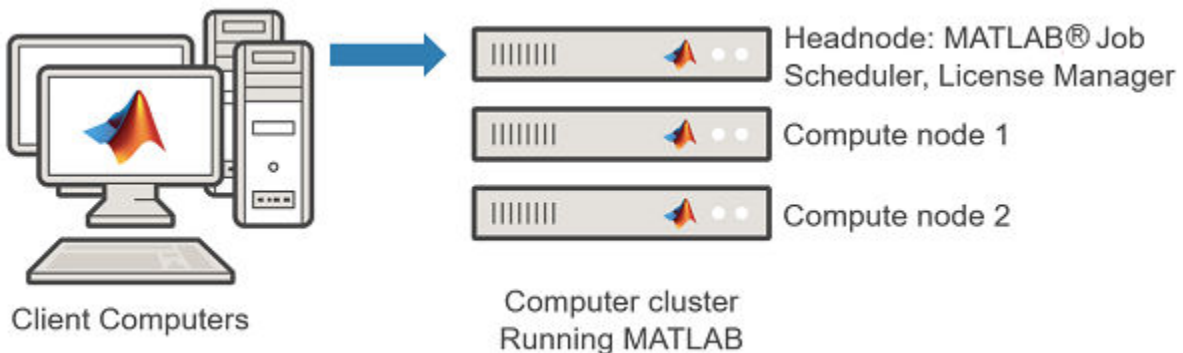 Headnode: MATLAB® Job
Scheduler, License Manager
Compute node 1
Compute node 2
Client Computers
Computer cluster
Running MATLAB